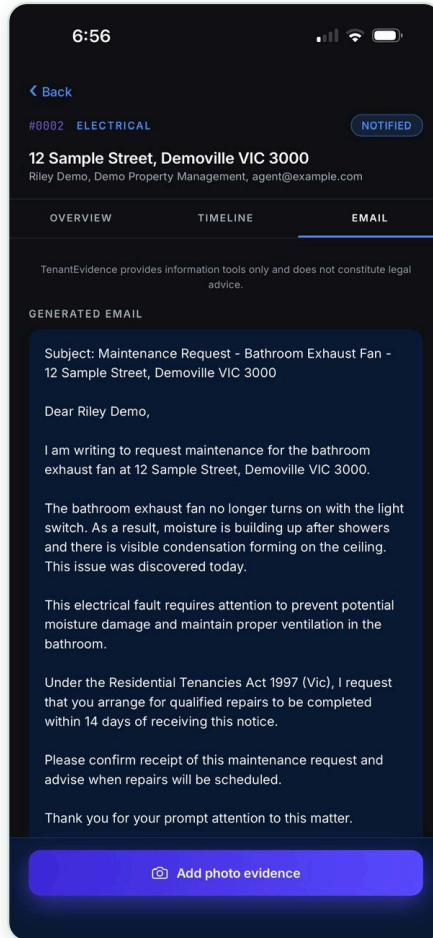 6:56
Back
#0002 ELECTRICAL
NOTIFIED
12 Sample Street, Demoville VIC 3000
Riley Demo, Demo Property Management, agent@example.com
OVERVIEW TIMELINE EMAIL
TenantEvidence provides information tools only and does not constitute legal
advice.
GENERATED EMAIL
Subject: Maintenance Request - Bathroom Exhaust Fan -
12 Sample Street, Demoville VIC 3000
Dear Riley Demo,
I am writing to request maintenance for the bathroom
exhaust fan at 12 Sample Street, Demoville VIC 3000.
The bathroom exhaust fan no longer turns on with the light
switch. As a result, moisture is building up after showers
and there is visible condensation forming on the ceiling.
This issue was discovered today.
This electrical fault requires attention to prevent potential
moisture damage and maintain proper ventilation in the
bathroom.
Under the Residential Tenancies Act 1997 (Vic), I request
that you arrange for qualified repairs to be completed
within 14 days of receiving this notice.
Please confirm receipt of this maintenance request and
advise when repairs will be scheduled.
Thank you for your prompt attention to this matter.
Add photo evidence